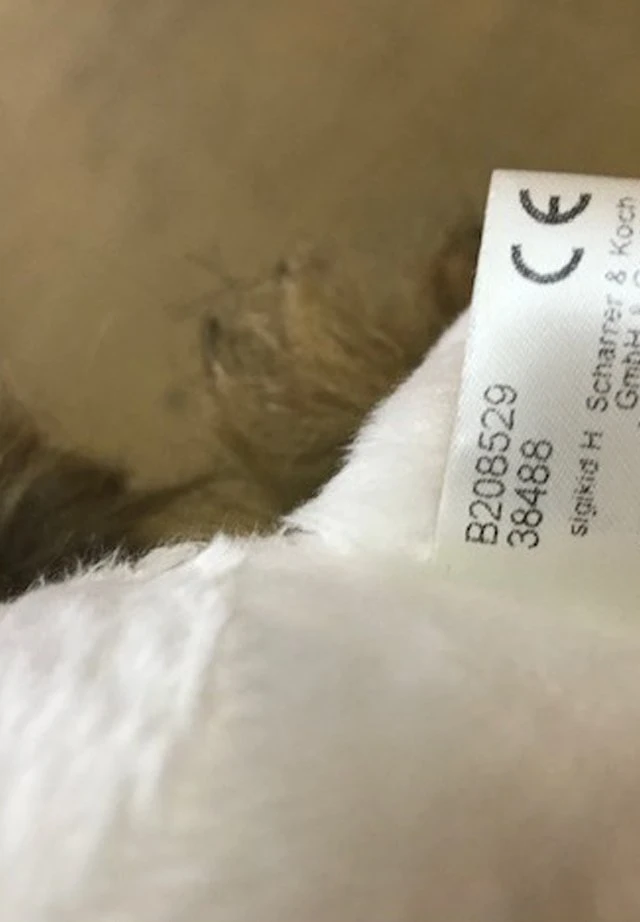 CE
B208529
38488
sigikid H. Scharrer & Koch
GmbH